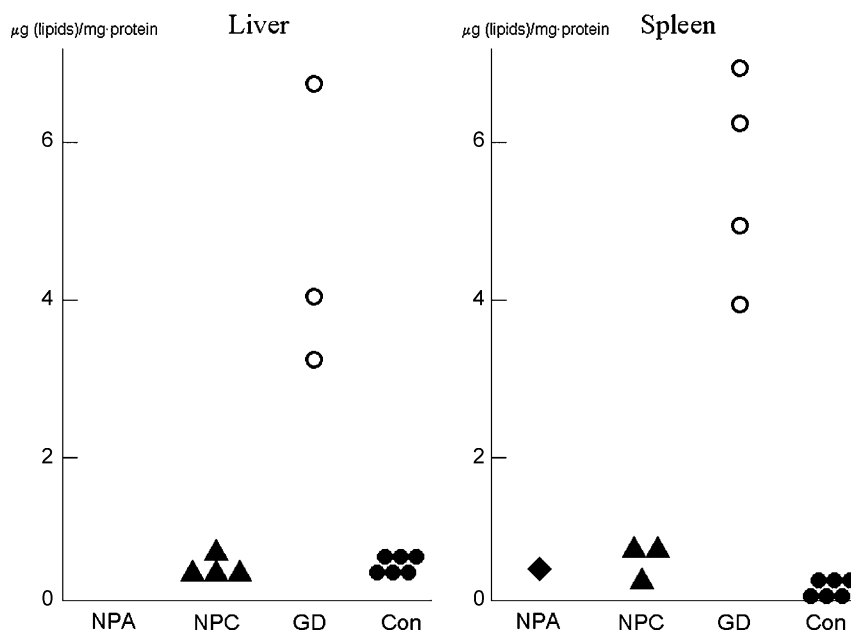 Liver
μg (lipids)/mg·protein
6
4
2
0
NPA NPC GD Con
Spleen
μg (lipids)/mg·protein
6
4
2
0
NPA NPC GD Con